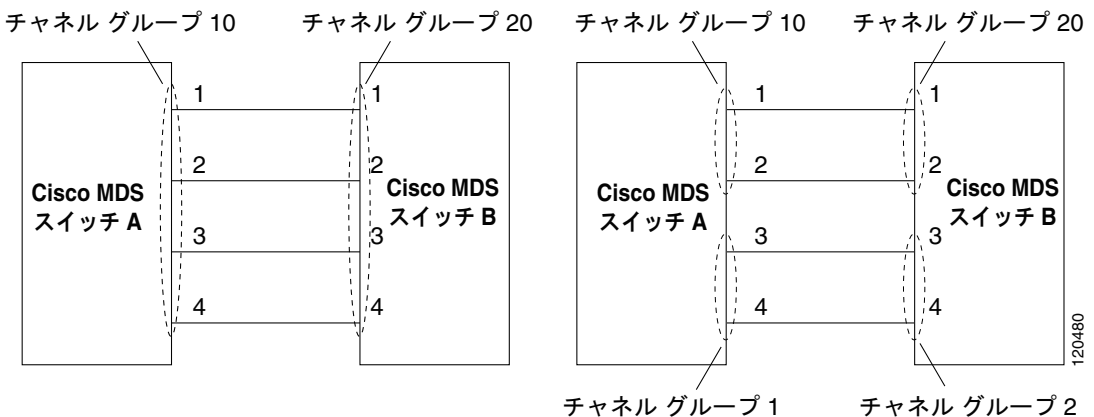 チャネル グループ 10
チャネル グループ 20
1
1
2
2
Cisco MDS
スイッチ A
Cisco MDS
スイッチ B
3
3
4
4
チャネル グループ 10
チャネル グループ 20
1
1
2
2
Cisco MDS
スイッチ A
Cisco MDS
スイッチ B
3
3
4
4
チャネル グループ 1
チャネル グループ 2
120480